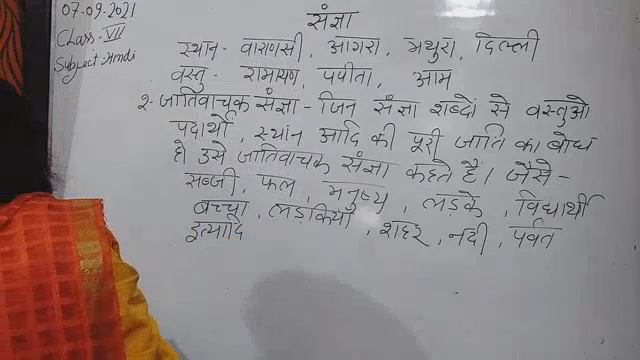 07-09-2021
Class:- VII
Subject:- Hindi
संज्ञा
स्थान - वाराणसी, आगरा, मथुरा, दिल्ली
वस्तु - रामायण, पपीता, आम
2- जातिवाचक संज्ञा - जिन संज्ञा शब्दों से वस्तुओ
पदार्थो, स्थान आदि की पूरी जाति का बोध
हो उसे जातिवाचक संज्ञा कहते हैं। जैसे -
सब्जी, फल, मनुष्य, लड़के, विद्यार्थी
बच्चा, लड़कियाँ, शहर, नदी, पर्वत
इत्यादि